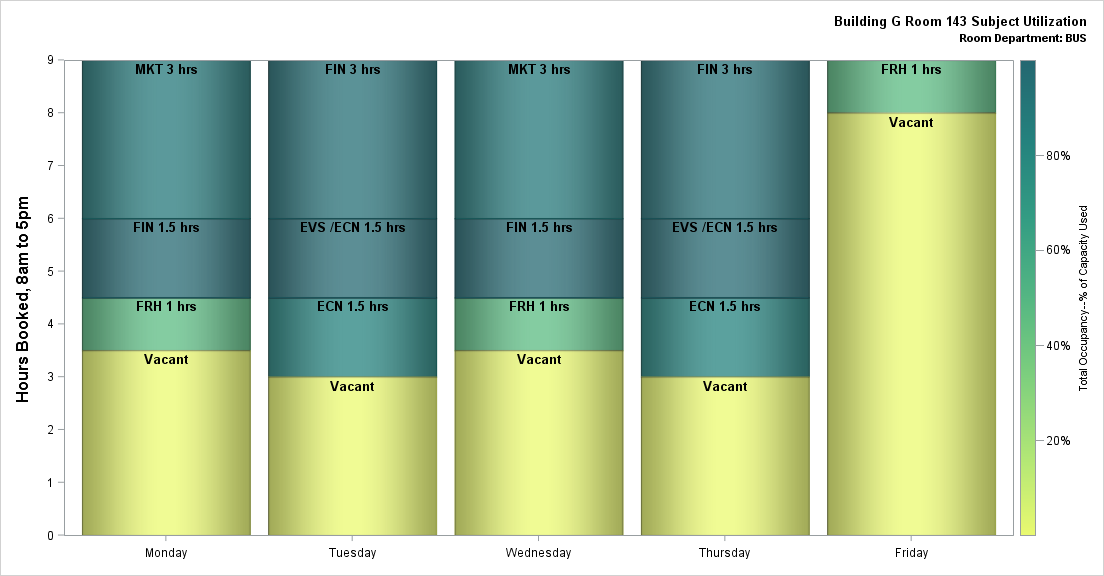 Building G Room 143 Subject Utilization
Room Department: BUS
Hours Booked, 8am to 5pm
9
8
7
6
5
4
3
2
1
0
MKT 3 hrs
FIN 1.5 hrs
FRH 1 hrs
Vacant
Monday
FIN 3 hrs
EVS /ECN 1.5 hrs
ECN 1.5 hrs
Vacant
Tuesday
MKT 3 hrs
FIN 1.5 hrs
FRH 1 hrs
Vacant
Wednesday
FIN 3 hrs
EVS /ECN 1.5 hrs
ECN 1.5 hrs
Vacant
Thursday
FRH 1 hrs
Vacant
Friday
80%
60%
40%
20%
Total Occupancy--% of Capacity Used